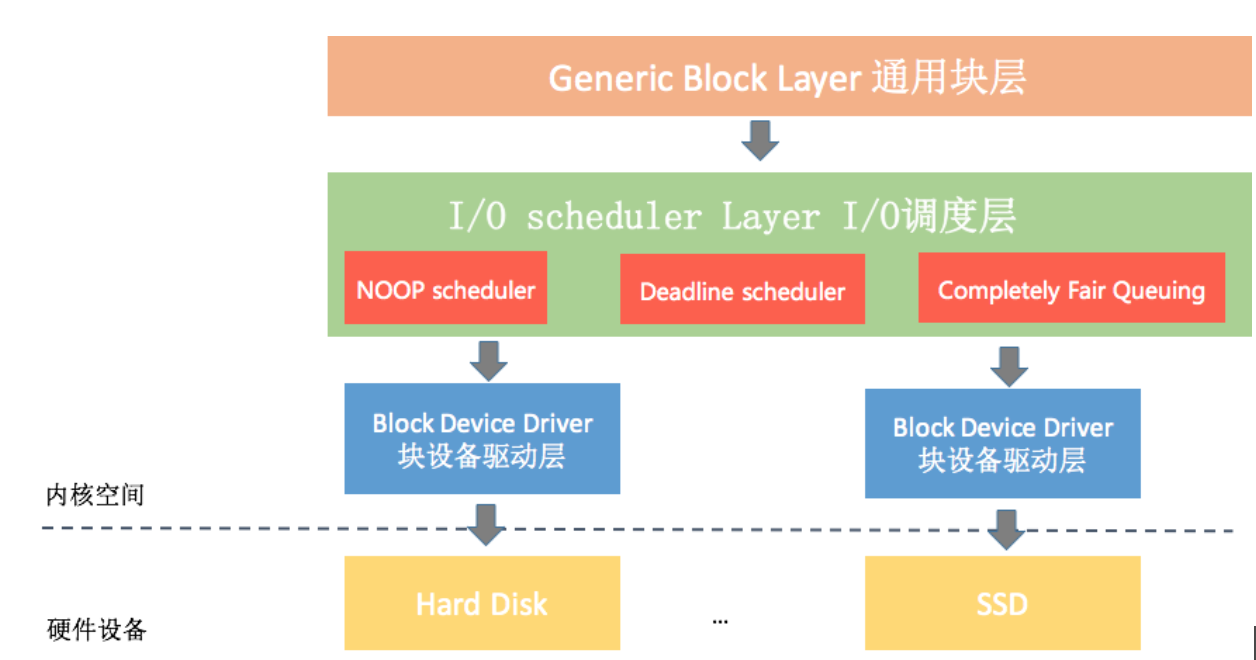 Generic Block Layer 通用块层
I/O scheduler Layer I/O调度层
NOOP scheduler
Deadline scheduler
Completely Fair Queuing
Block Device Driver
块设备驱动层
Block Device Driver
块设备驱动层
内核空间
Hard Disk
...
SSD
硬件设备